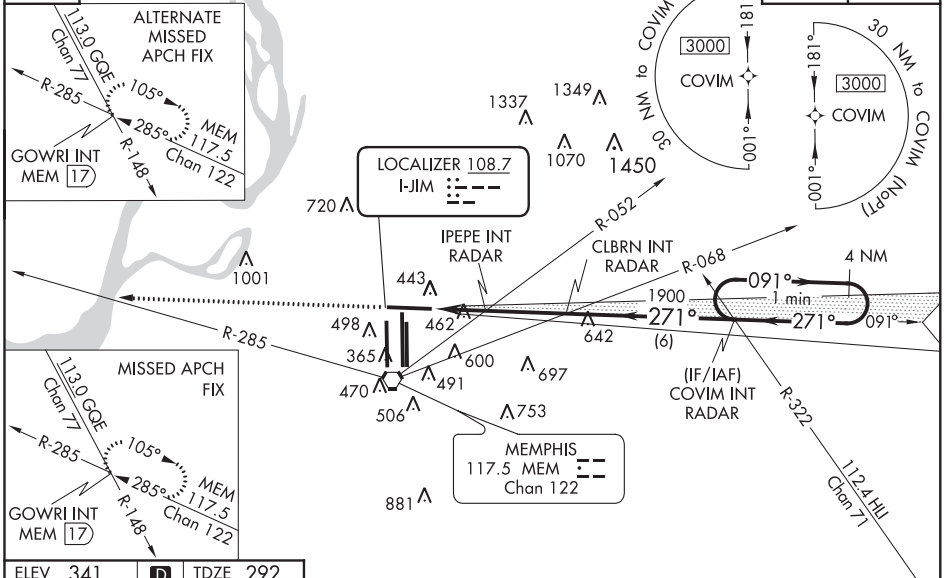 ALTERNATE
MISSED
APCH FIX
113.0 GQE
Chan 77
R-285
105°
285°
MEM
117.5
Chan 122
R-148
GOWRI INT
MEM 17
181°
3000
COVIM
001°
30 NM to COVIM
181°
3000
COVIM
001°
30 NM to COVIM (NoPT)
1337
1349
1070
1450
LOCALIZER 108.7
I-JIM
720
1001
IPEPE INT
RADAR
R-052
CLBRN INT
RADAR
R-068
4 NM
091°
1 min
443
462
1900
271°
(6)
271°
091°
642
R-285
498
365
600
697
470
491
506
753
(IF/IAF)
COVIM INT
RADAR
R-322
112.4 HLI
Chan 71
MEMPHIS
117.5 MEM
Chan 122
881
MISSED APCH
FIX
113.0 GQE
Chan 77
R-285
105°
285°
MEM
117.5
Chan 122
R-148
GOWRI INT
MEM 17
ELEV 341
D
TDZE 292